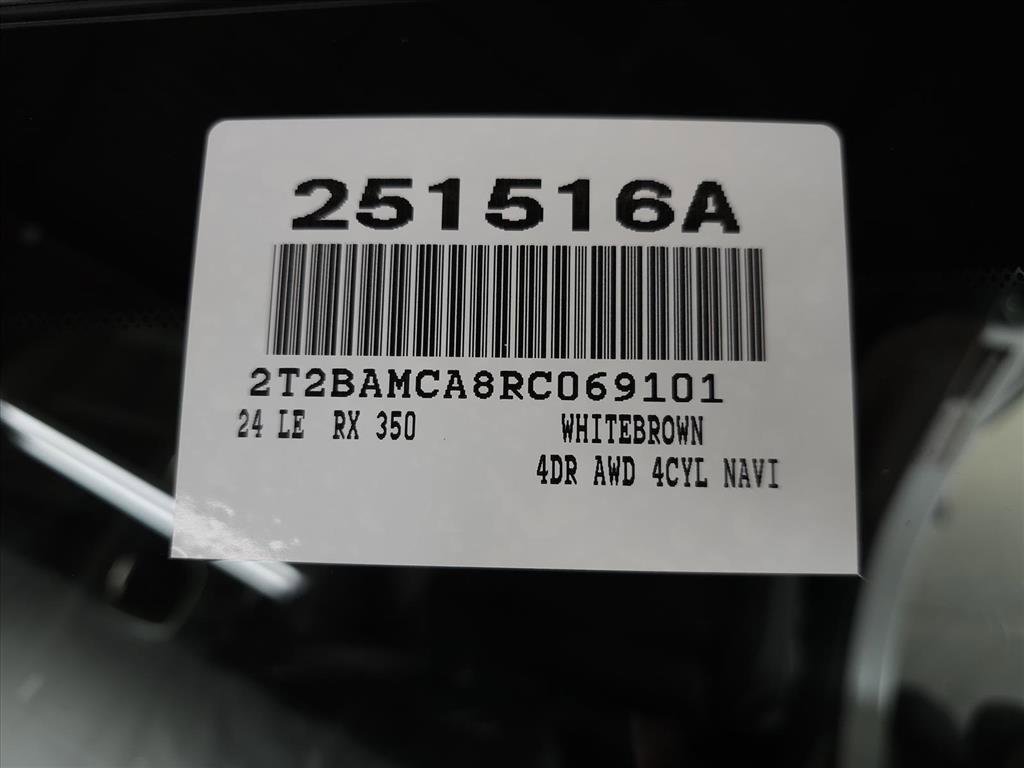 251516A
2T2BAMCA8RC069101
24 LE RX 350 WHITEBROWN
4DR AWD 4CYL NAVI